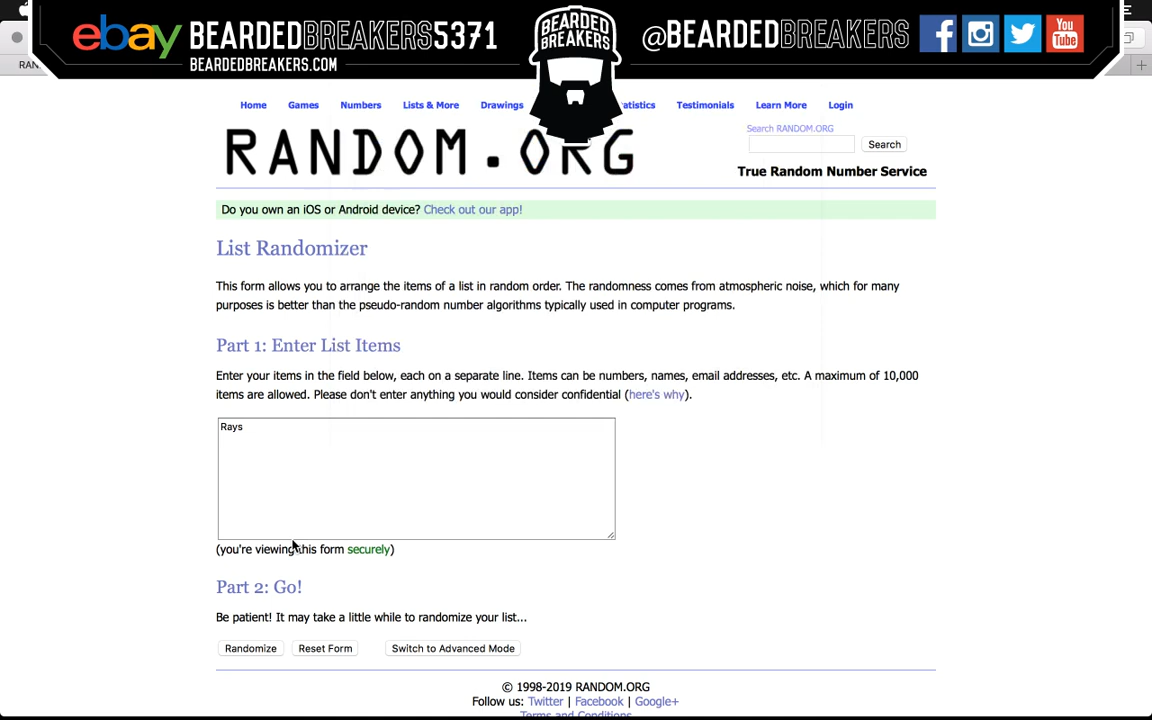 ebay BEARDEDBREAKERS5371
BEARDEDBREAKERS.COM
BEARDED
BREAKERS
@BEARDEDBREAKERS
f
You
Tube
RAN
Home Games Numbers Lists & More Drawings Testimonials Learn More Login
RANDOM.ORG
Search RANDOM.ORG
Search
True Random Number Service
Do you own an iOS or Android device? Check out our app!
List Randomizer
This form allows you to arrange the items of a list in random order. The randomness comes from atmospheric noise, which for many
purposes is better than the pseudo-random number algorithms typically used in computer programs.
Part 1: Enter List Items
Enter your items in the field below, each on a separate line. Items can be numbers, names, email addresses, etc. A maximum of 10,000
items are allowed. Please don't enter anything you would consider confidential (here's why).
Rays
(you're viewing this form securely)
Part 2: Go!
Be patient! It may take a little while to randomize your list...
Randomize Reset Form Switch to Advanced Mode
© 1998-2019 RANDOM.ORG
Follow us: Twitter | Facebook | Google+
Terms and Conditions